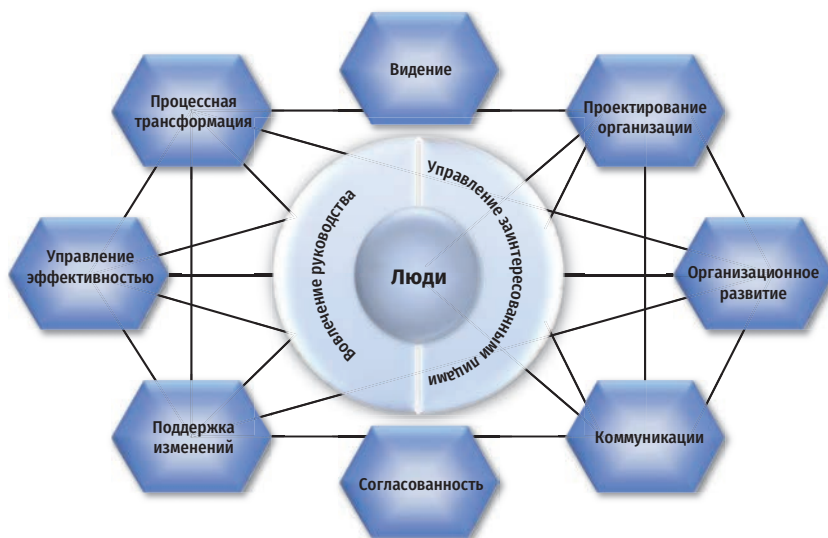 Видение
Процессная
трансформация
Проектирование
организации
Управление заинтересованными лицами
Вовлечение руководства
Люди
Управление
эффективностью
Организационное
развитие
Поддержка
изменений
Коммуникации
Согласованность